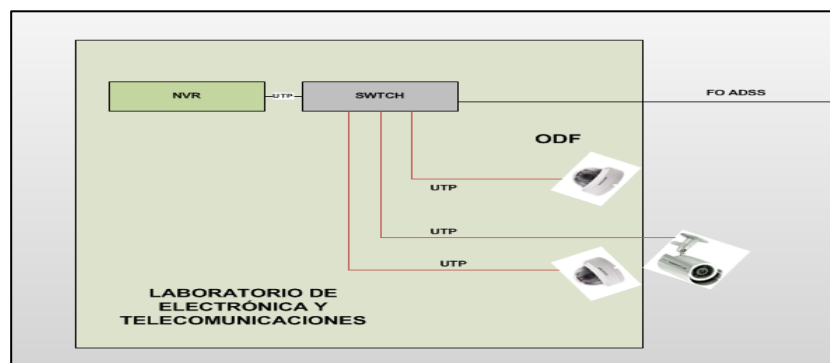 NVR
UTP
SWTCH
FO ADSS
ODF
UTP
UTP
UTP
LABORATORIO DE
ELECTRÓNICA Y
TELECOMUNICACIONES